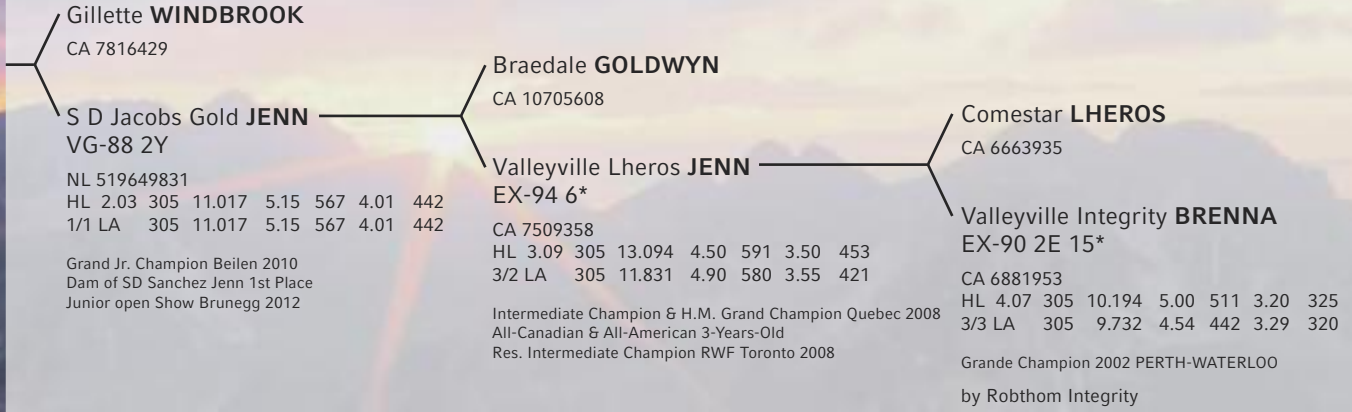 Gillette WINDBROOK
CA 7816429
S D Jacobs Gold JENN
VG-88 2Y
NL 519649831
HL 2.03 305 11.017 5.15 567 4.01 442
1/1 LA 305 11.017 5.15 567 4.01 442
Grand Jr. Champion Beilen 2010
Dam of SD Sanchez Jenn 1st Place
Junior open Show Brunegg 2012
Braedale GOLDWYN
CA 10705608
Valleyville Lheros JENN
EX-94 6*
CA 7509358
HL 3.09 305 13.094 4.50 591 3.50 453
3/2 LA 305 11.831 4.90 580 3.55 421
Intermediate Champion & H.M. Grand Champion Quebec 2008
All-Canadian & All-American 3-Years-Old
Res. Intermediate Champion RWF Toronto 2008
Comestar LHEROS
CA 6663935
Valleyville Integrity BRENNA
EX-90 2E 15*
CA 6881953
HL 4.07 305 10.194 5.00 511 3.20 325
3/3 LA 305 9.732 4.54 442 3.29 320
Grande Champion 2002 PERTH-WATERLOO
by Robthom Integrity